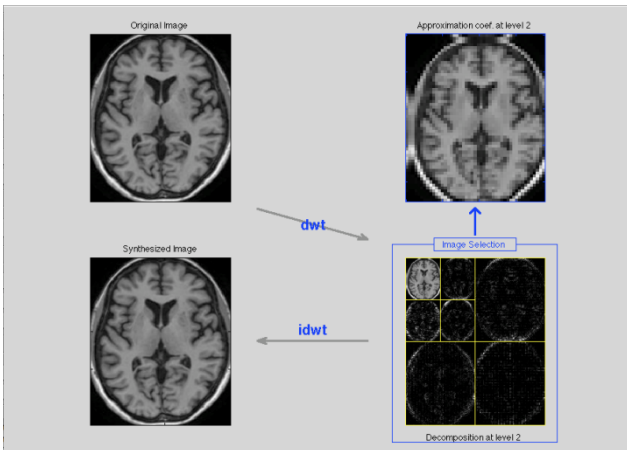 Original Image
Approximation coef. at level 2
dwt
Image Selection
Synthesized Image
idwt
Decomposition at level 2